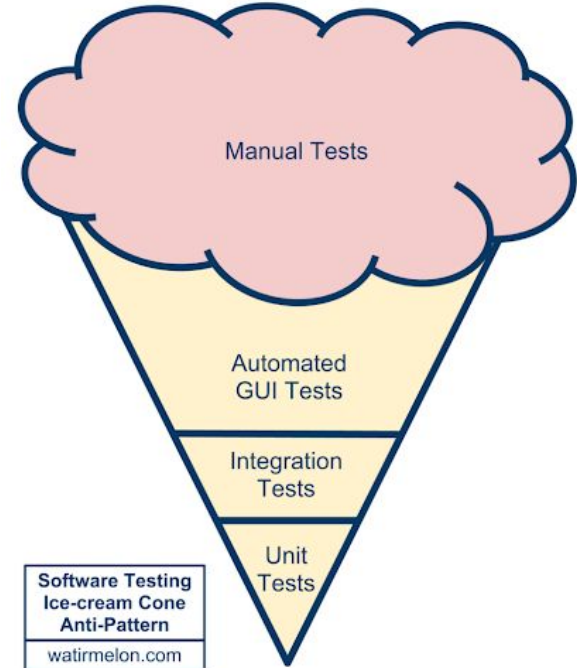 Manual Tests
Automated
GUI Tests
Integration
Tests
Unit
Tests
Software Testing
Ice-cream Cone
Anti-Pattern
watirmelon.com